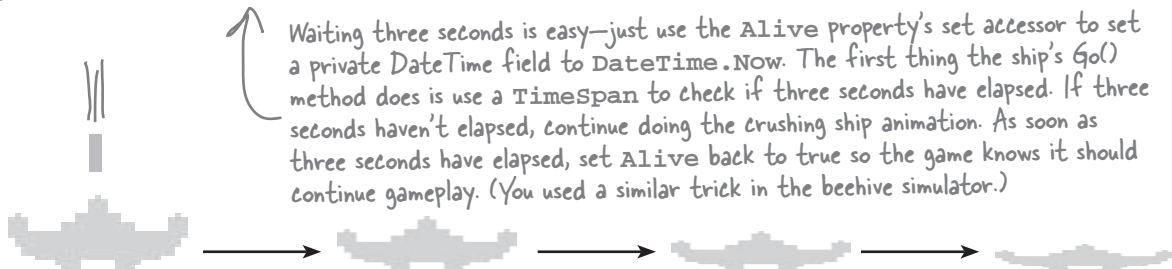 Waiting three seconds is easy—just use the Alive property's set accessor to set
a private DateTime field to DateTime.Now. The first thing the ship's Go()
method does is use a TimeSpan to check if three seconds have elapsed. If three
seconds haven't elapsed, continue doing the crushing ship animation. As soon as
three seconds have elapsed, set Alive back to true so the game knows it should
continue gameplay. (You used a similar trick in the beehive simulator.)